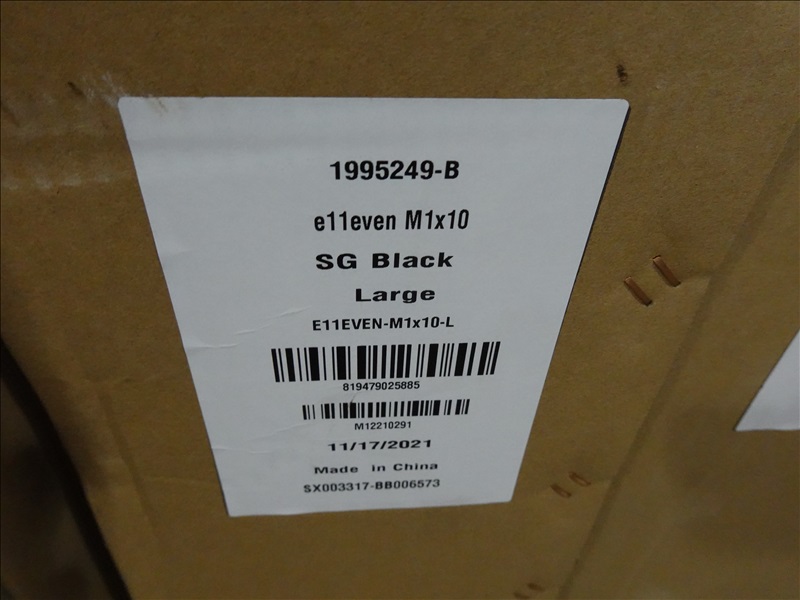 1995249-B
e11even M1x10
SG Black
Large
E11EVEN-M1x10-L
819479025885
M12210291
11/17/2021
Made in China
SX003317-BB006573